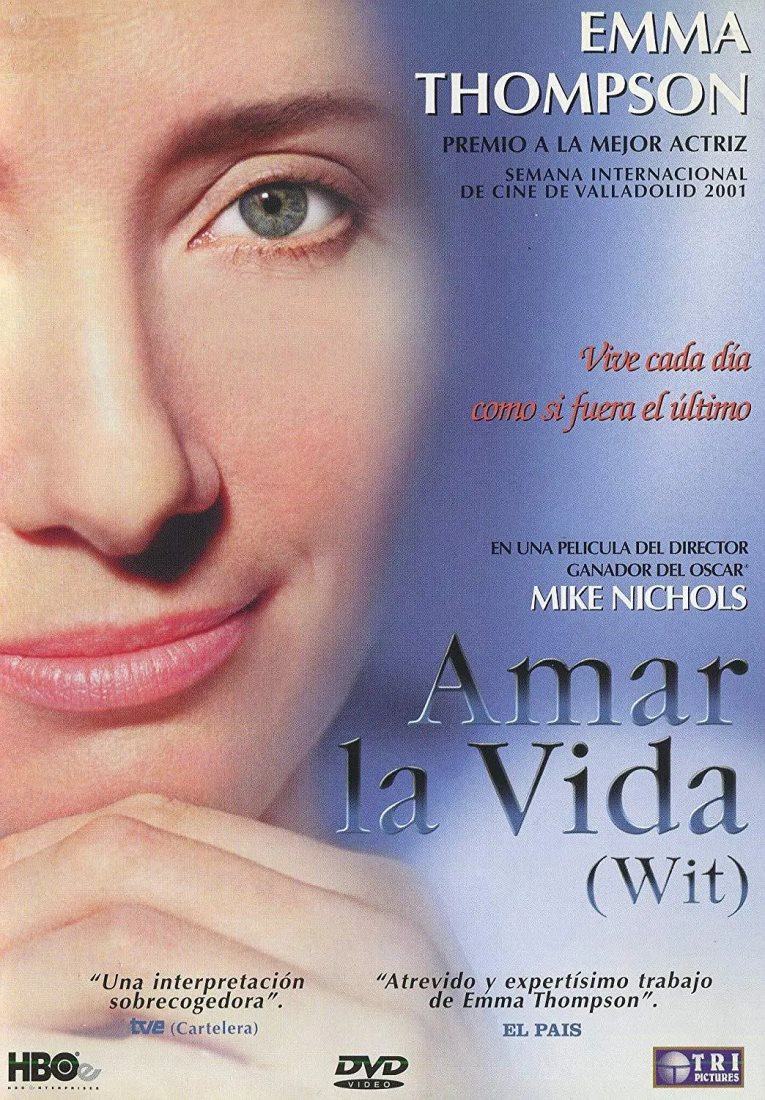 EMMA
THOMPSON
PREMIO A LA MEJOR ACTRIZ
SEMANA INTERNACIONAL
DE CINE DE VALLADOLID 2001
Vive cada día
como si fuera el último
EN UNA PELICULA DEL DIRECTOR
GANADOR DEL OSCAR®
MIKE NICHOLS
Amar
la Vida
(Wit)
“Una interpretación
sobrecogedora”.
tve (Cartelera)
“Atrevido y expertísimo trabajo
de Emma Thompson”.
EL PAIS
HBO e
HBO ENTERPRISES
DVD
VIDEO
TRI
PICTURES